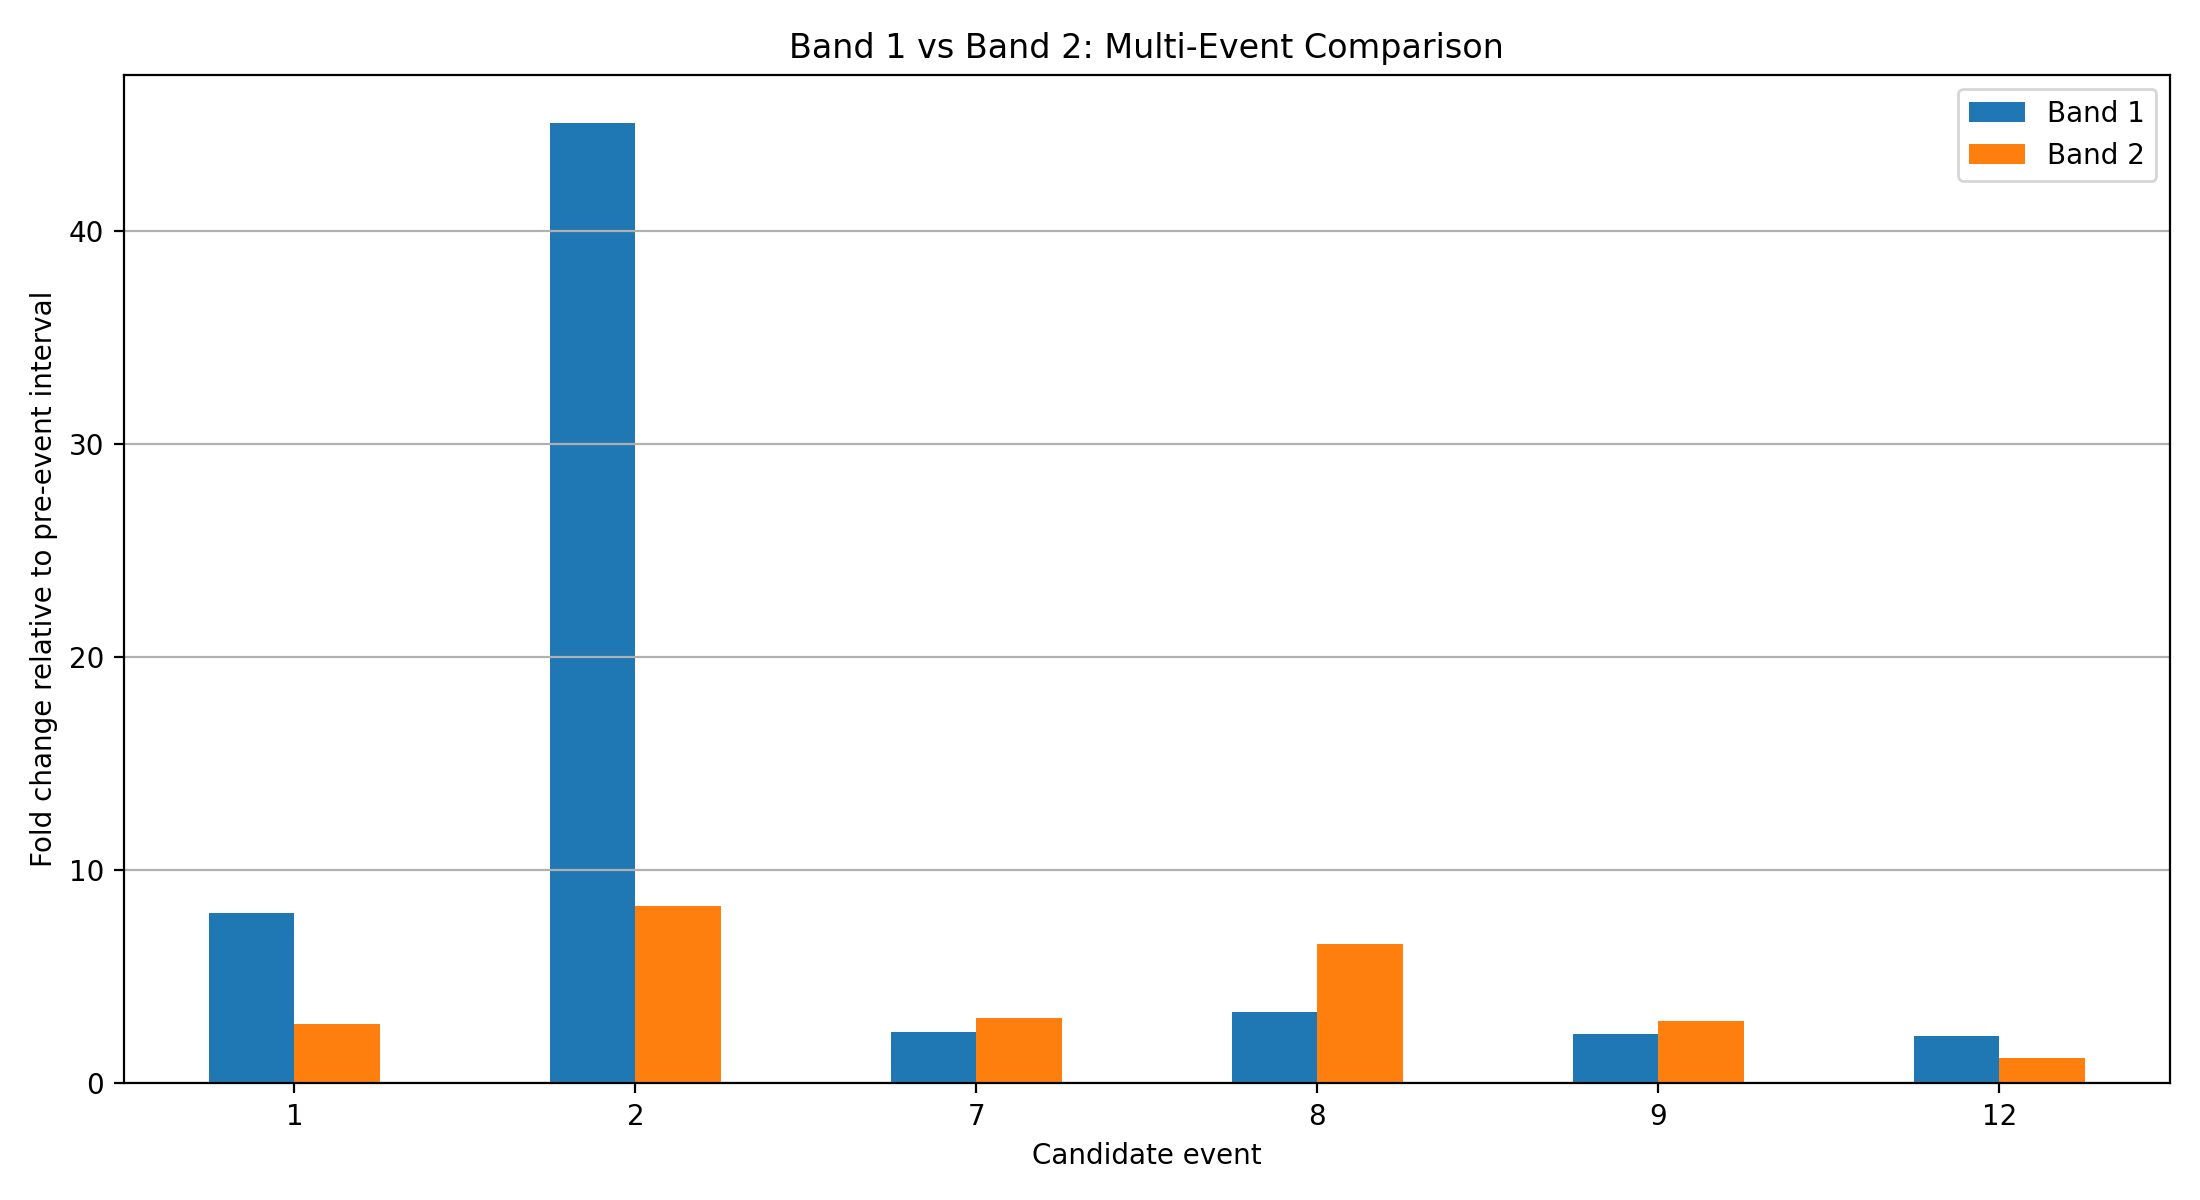 Band 1 vs Band 2: Multi-Event Comparison
Band 1
Band 2
Fold change relative to pre-event interval
40
30
20
10
0
1 2 7 8 9 12
Candidate event